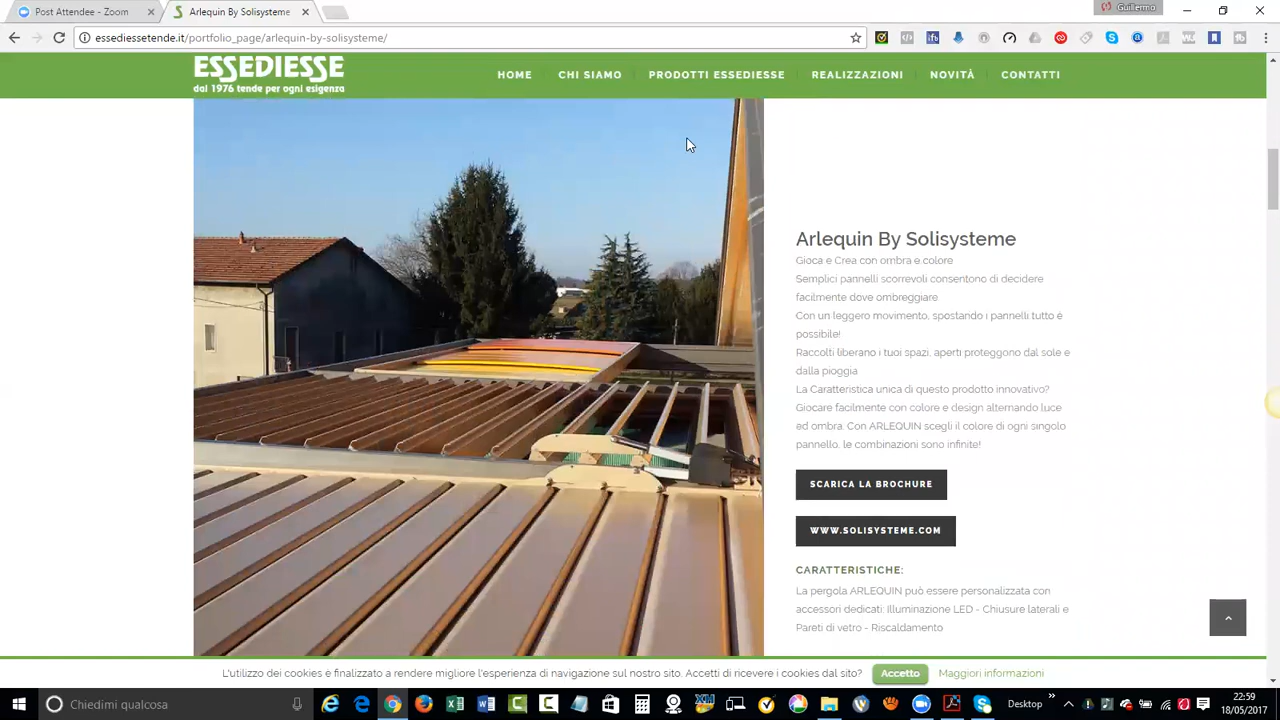 Post Attendee - Zoom
Arlequin By Solisysteme
Guillermo
essediessetende.it/portfolio_page/arlequin-by-solisysteme/
ESSEDIESSE
dal 1976 tende per ogni esigenza
HOME
CHI SIAMO
PRODOTTI ESSEDIESSE
REALIZZAZIONI
NOVITÀ
CONTATTI
Arlequin By Solisysteme
Gioca e Crea con ombra e colore
Semplici pannelli scorrevoli consentono di decidere
facilmente dove ombreggiare
Con un leggero movimento, spostando i pannelli tutto è
possibile!
Raccolti liberano i tuoi spazi, aperti proteggono dal sole e
dalla pioggia
La Caratteristica unica di questo prodotto innovativo?
Giocare facilmente con colore e design alternando luce
ed ombra. Con ARLEQUIN scegli il colore di ogni singolo
pannello, le combinazioni sono infinite!
SCARICA LA BROCHURE
WWW.SOLISYSTEME.COM
CARATTERISTICHE:
La pergola ARLEQUIN può essere personalizzata con
accessori dedicati: Illuminazione LED - Chiusure laterali e
Pareti di vetro - Riscaldamento
L'utilizzo dei cookies e finalizzato a rendere migliore l'esperienza di navigazione sul nostro sito. Accetti di ricevere i cookies dal sito?
Accetto
Maggiori informazioni
Chiedimi qualcosa
Desktop
22:59
18/05/2017